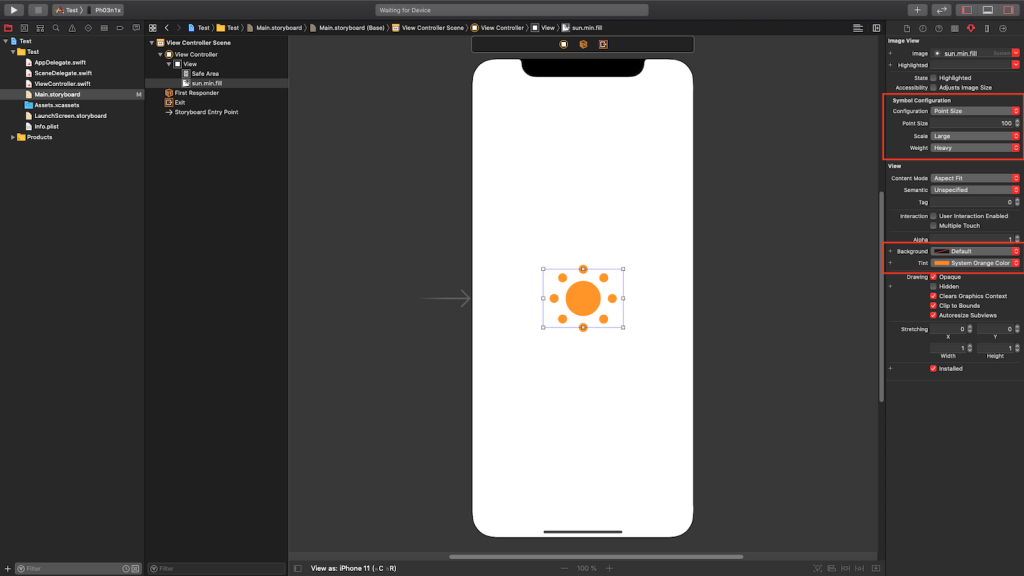 Test
Ph03n1x
Waiting for Device
Test
Test
Main.storyboard
Main.storyboard (Base)
View Controller Scene
View Controller
View
sun.min.fill
Test
Test
AppDelegate.swift
SceneDelegate.swift
ViewController.swift
Main.storyboard
M
Assets.xcassets
LaunchScreen.storyboard
Info.plist
Products
View Controller Scene
View Controller
View
Safe Area
sun.min.fill
First Responder
Exit
Storyboard Entry Point
Image View
Image sun.min.fill System
Highlighted
State Highlighted
Accessibility Adjusts Image Size
Symbol Configuration
Configuration Point Size
Point Size 100
Scale Large
Weight Heavy
View
Content Mode Aspect Fit
Semantic Unspecified
Tag 0
Interaction User Interaction Enabled
Multiple Touch
Alpha 1
Background Default
Tint System Orange Color
Drawing Opaque
Hidden
Clears Graphics Context
Clip to Bounds
Autoresize Subviews
Stretching 0 0
X Y
1 1
Width Height
Installed
Filter
Filter
View as: iPhone 11 (wC hR)
100 %